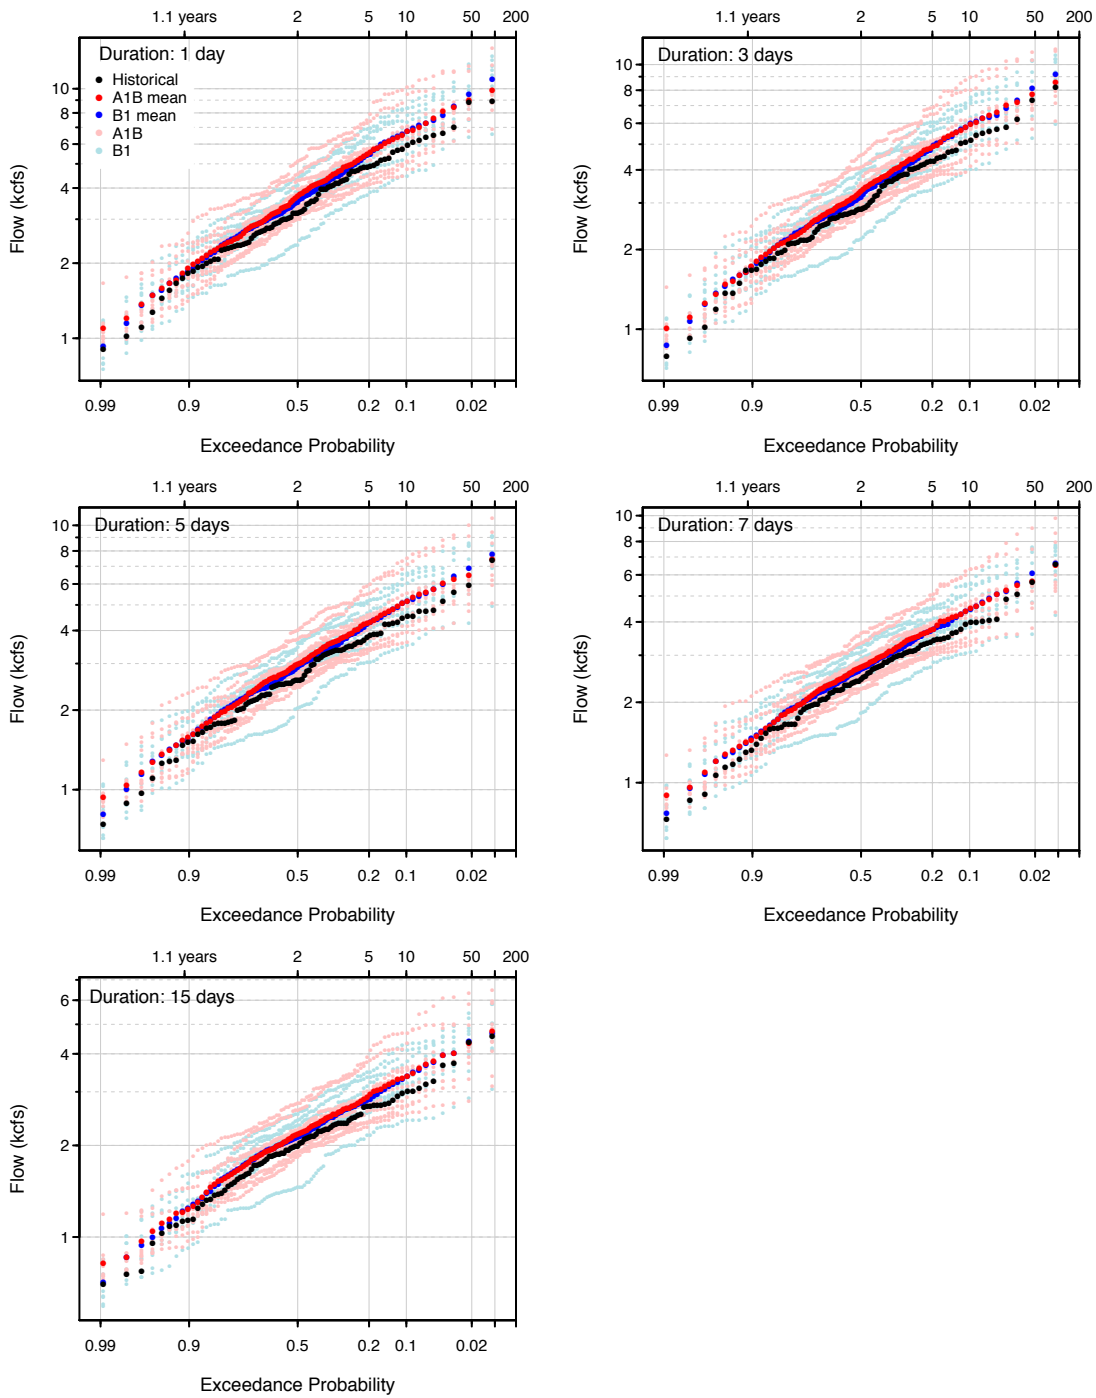 1.1 years 2 5 10 50 200
Duration: 1 day
Historical
A1B mean
B1 mean
A1B
B1
10
8
6
4
2
1
Flow (kcfs)
0.99 0.9 0.5 0.2 0.1 0.02
Exceedance Probability
1.1 years 2 5 10 50 200
Duration: 3 days
10
8
6
4
2
1
Flow (kcfs)
0.99 0.9 0.5 0.2 0.1 0.02
Exceedance Probability
1.1 years 2 5 10 50 200
Duration: 5 days
10
8
6
4
2
1
Flow (kcfs)
0.99 0.9 0.5 0.2 0.1 0.02
Exceedance Probability
1.1 years 2 5 10 50 200
Duration: 7 days
10
8
6
4
2
1
Flow (kcfs)
0.99 0.9 0.5 0.2 0.1 0.02
Exceedance Probability
1.1 years 2 5 10 50 200
Duration: 15 days
6
4
2
1
Flow (kcfs)
0.99 0.9 0.5 0.2 0.1 0.02
Exceedance Probability